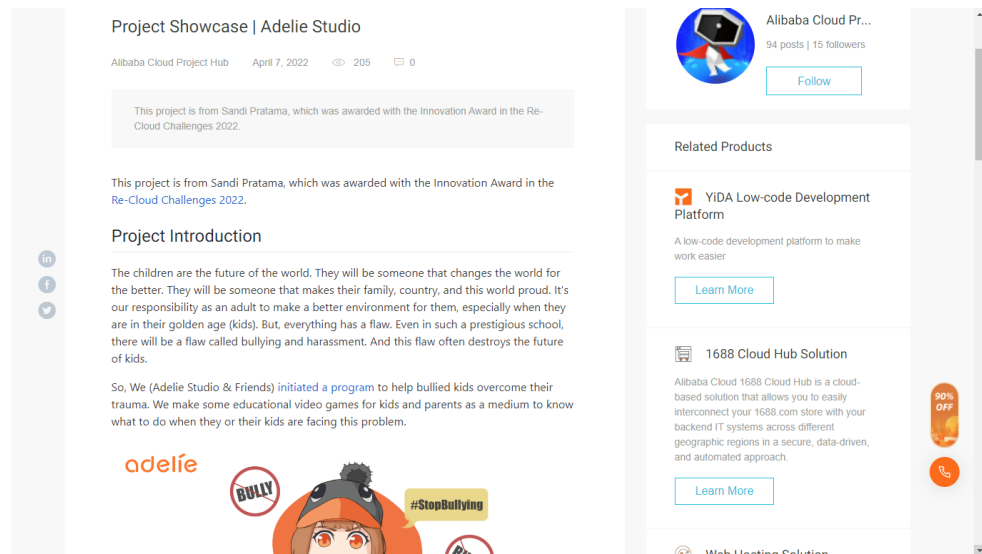 Project Showcase | Adelie Studio
Alibaba Cloud Project Hub April 7, 2022 205 0
This project is from Sandi Pratama, which was awarded with the Innovation Award in the Re-
Cloud Challenges 2022.
This project is from Sandi Pratama, which was awarded with the Innovation Award in the
Re-Cloud Challenges 2022.
Project Introduction
The children are the future of the world. They will be someone that changes the world for
the better. They will be someone that makes their family, country, and this world proud. It's
our responsibility as an adult to make a better environment for them, especially when they
are in their golden age (kids). But, everything has a flaw. Even in such a prestigious school,
there will be a flaw called bullying and harassment. And this flaw often destroys the future
of kids.
So, We (Adelie Studio & Friends) initiated a program to help bullied kids overcome their
trauma. We make some educational video games for kids and parents as a medium to know
what to do when they or their kids are facing this problem.
adelie
BULLY
#StopBullying
Alibaba Cloud Pr...
94 posts | 15 followers
Follow
Related Products
YiDA Low-code Development
Platform
A low-code development platform to make
work easier
Learn More
1688 Cloud Hub Solution
Alibaba Cloud 1688 Cloud Hub is a cloud-
based solution that allows you to easily
interconnect your 1688.com store with your
backend IT systems across different
geographic regions in a secure, data-driven,
and automated approach.
Learn More
Web Hosting Solution
90%
OFF
in
f